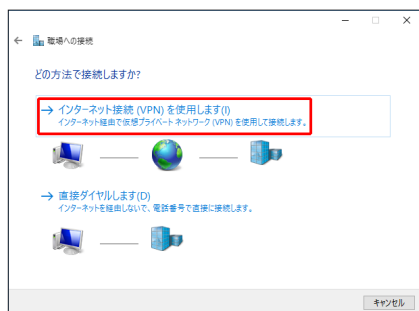 職場への接続
どの方法で接続しますか?
インターネット接続 (VPN) を使用します(I)
インターネット経由で仮想プライベート ネットワーク (VPN) を使用して接続します。
直接ダイヤルします(D)
インターネットを経由しないで、電話番号で直接に接続します。
キャンセル